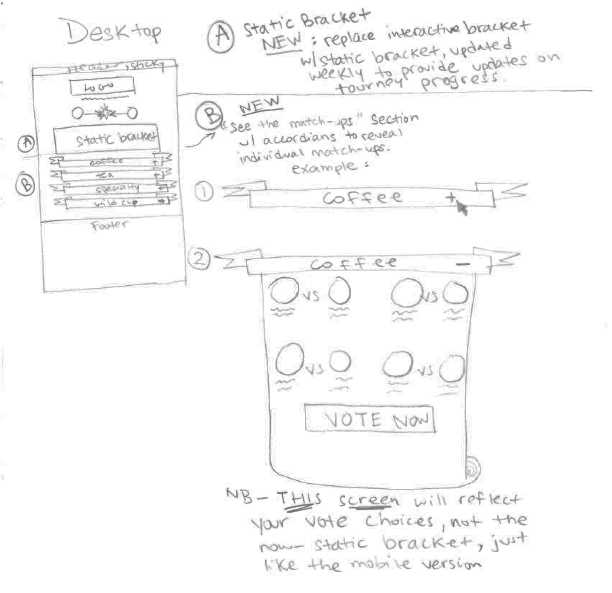 Desktop
Header, sticky
LOGO
A
Static bracket
B
coffee +
tea +
specialty +
wild cup +
Footer
A Static Bracket
NEW: replace interactive bracket
w/static bracket, updated
weekly to provide updates on
tourney progress.
B NEW
"See the match-ups" section
w/ accordians to reveal
individual match-ups.
example:
1 coffee +
2 coffee –
VS VS
VS VS
VOTE NOW
NB – THIS screen will reflect
your vote choices, not the
now-static bracket, just
like the mobile version